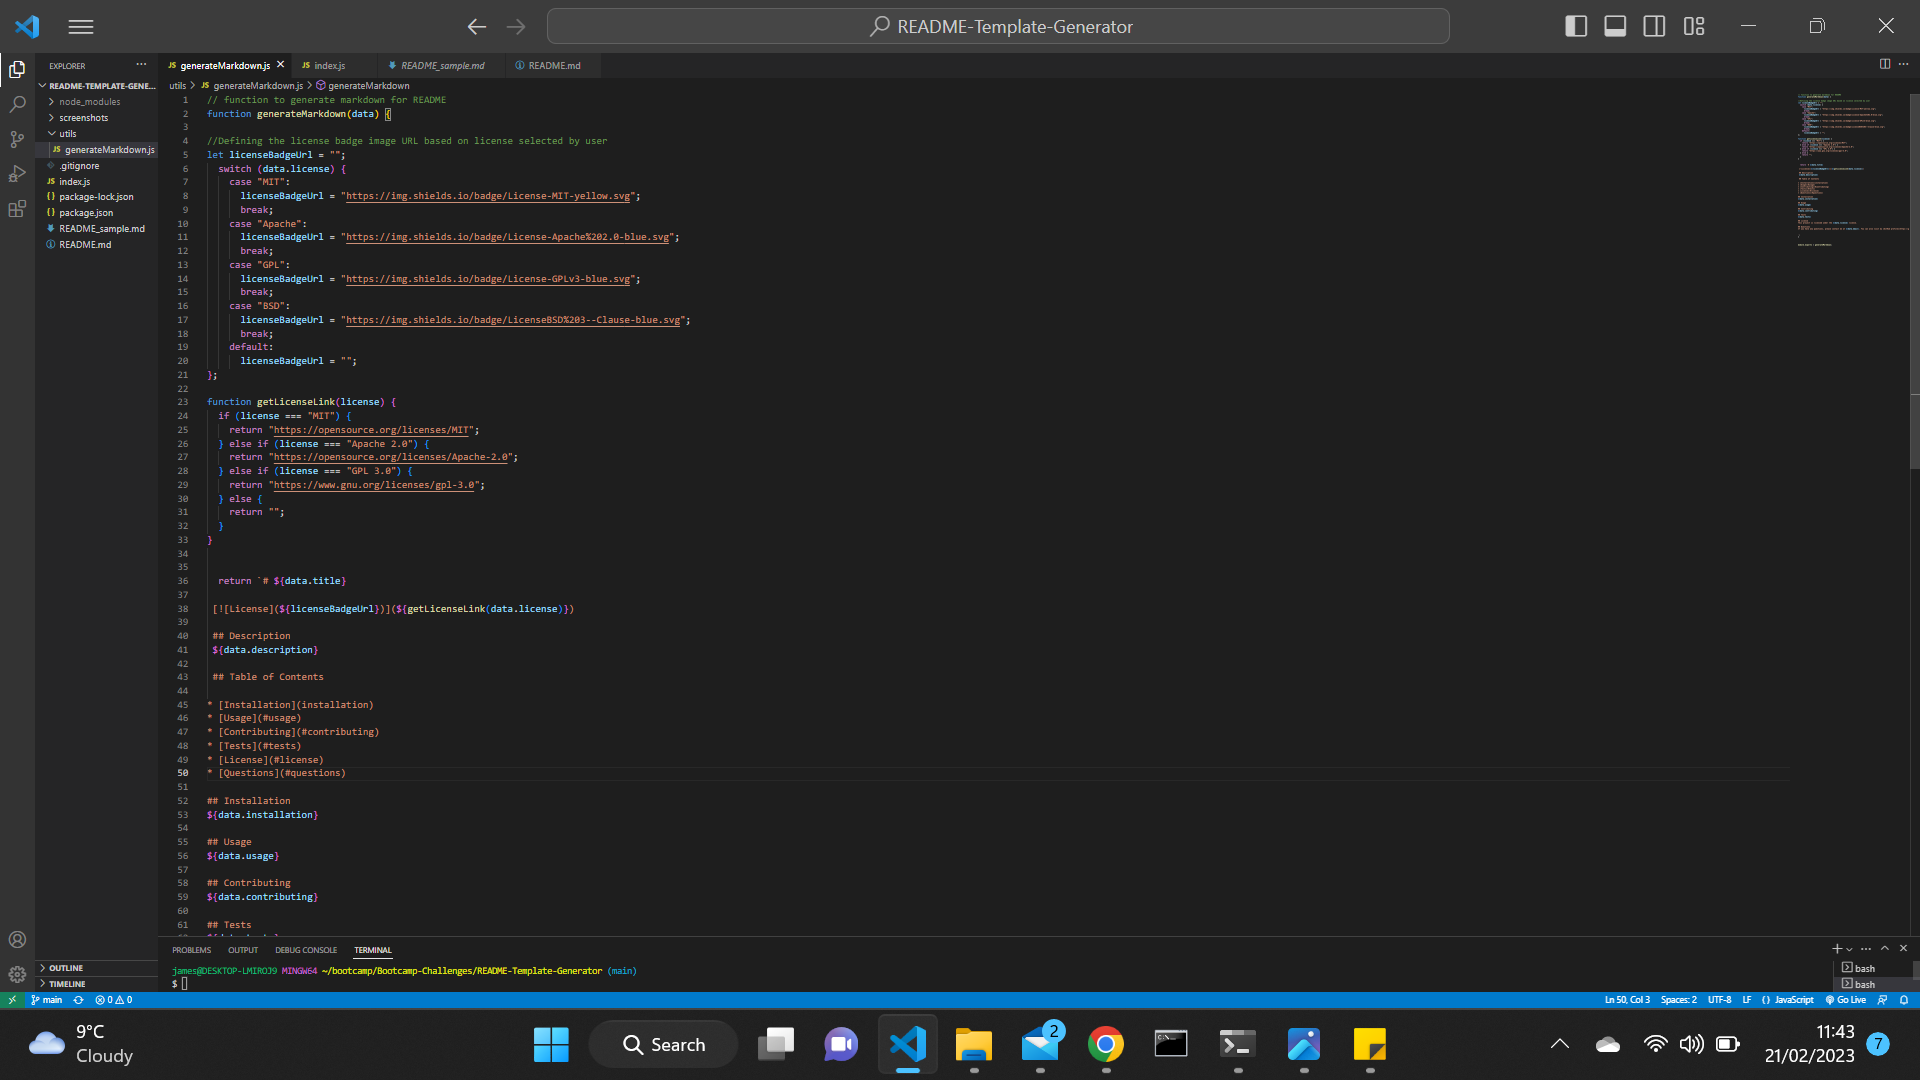 README-Template-Generator
EXPLORER
README-TEMPLATE-GENE...
node_modules
screenshots
utils
JS generateMarkdown.js
.gitignore
JS index.js
{} package-lock.json
{} package.json
README_sample.md
README.md
OUTLINE
TIMELINE
JS generateMarkdown.js
JS index.js
README_sample.md
README.md
utils > JS generateMarkdown.js > generateMarkdown
1 // function to generate markdown for README
2 function generateMarkdown(data) {
3
4 //Defining the license badge image URL based on license selected by user
5 let licenseBadgeUrl = "";
6 switch (data.license) {
7 case "MIT":
8 licenseBadgeUrl = "https://img.shields.io/badge/License-MIT-yellow.svg";
9 break;
10 case "Apache":
11 licenseBadgeUrl = "https://img.shields.io/badge/License-Apache%202.0-blue.svg";
12 break;
13 case "GPL":
14 licenseBadgeUrl = "https://img.shields.io/badge/License-GPLv3-blue.svg";
15 break;
16 case "BSD":
17 licenseBadgeUrl = "https://img.shields.io/badge/LicenseBSD%203--Clause-blue.svg";
18 break;
19 default:
20 licenseBadgeUrl = "";
21 };
22
23 function getLicenseLink(license) {
24 if (license === "MIT") {
25 return "https://opensource.org/licenses/MIT";
26 } else if (license === "Apache 2.0") {
27 return "https://opensource.org/licenses/Apache-2.0";
28 } else if (license === "GPL 3.0") {
29 return "https://www.gnu.org/licenses/gpl-3.0";
30 } else {
31 return "";
32 }
33 }
34
35
36 return `# ${data.title}
37
38 [![License](${licenseBadgeUrl})](${getLicenseLink(data.license)})
39
40 ## Description
41 ${data.description}
42
43 ## Table of Contents
44
45 * [Installation](installation)
46 * [Usage](#usage)
47 * [Contributing](#contributing)
48 * [Tests](#tests)
49 * [License](#license)
50 * [Questions](#questions)
51
52 ## Installation
53 ${data.installation}
54
55 ## Usage
56 ${data.usage}
57
58 ## Contributing
59 ${data.contributing}
60
61 ## Tests
PROBLEMS OUTPUT DEBUG CONSOLE TERMINAL
james@DESKTOP-LMIROJ9 MINGW64 ~/bootcamp/Bootcamp-Challenges/README-Template-Generator (main)
$
bash
bash
main 0 0 Ln 50, Col 3 Spaces: 2 UTF-8 LF {} JavaScript Go Live
9°C
Cloudy
Search
2
11:43
21/02/2023
7